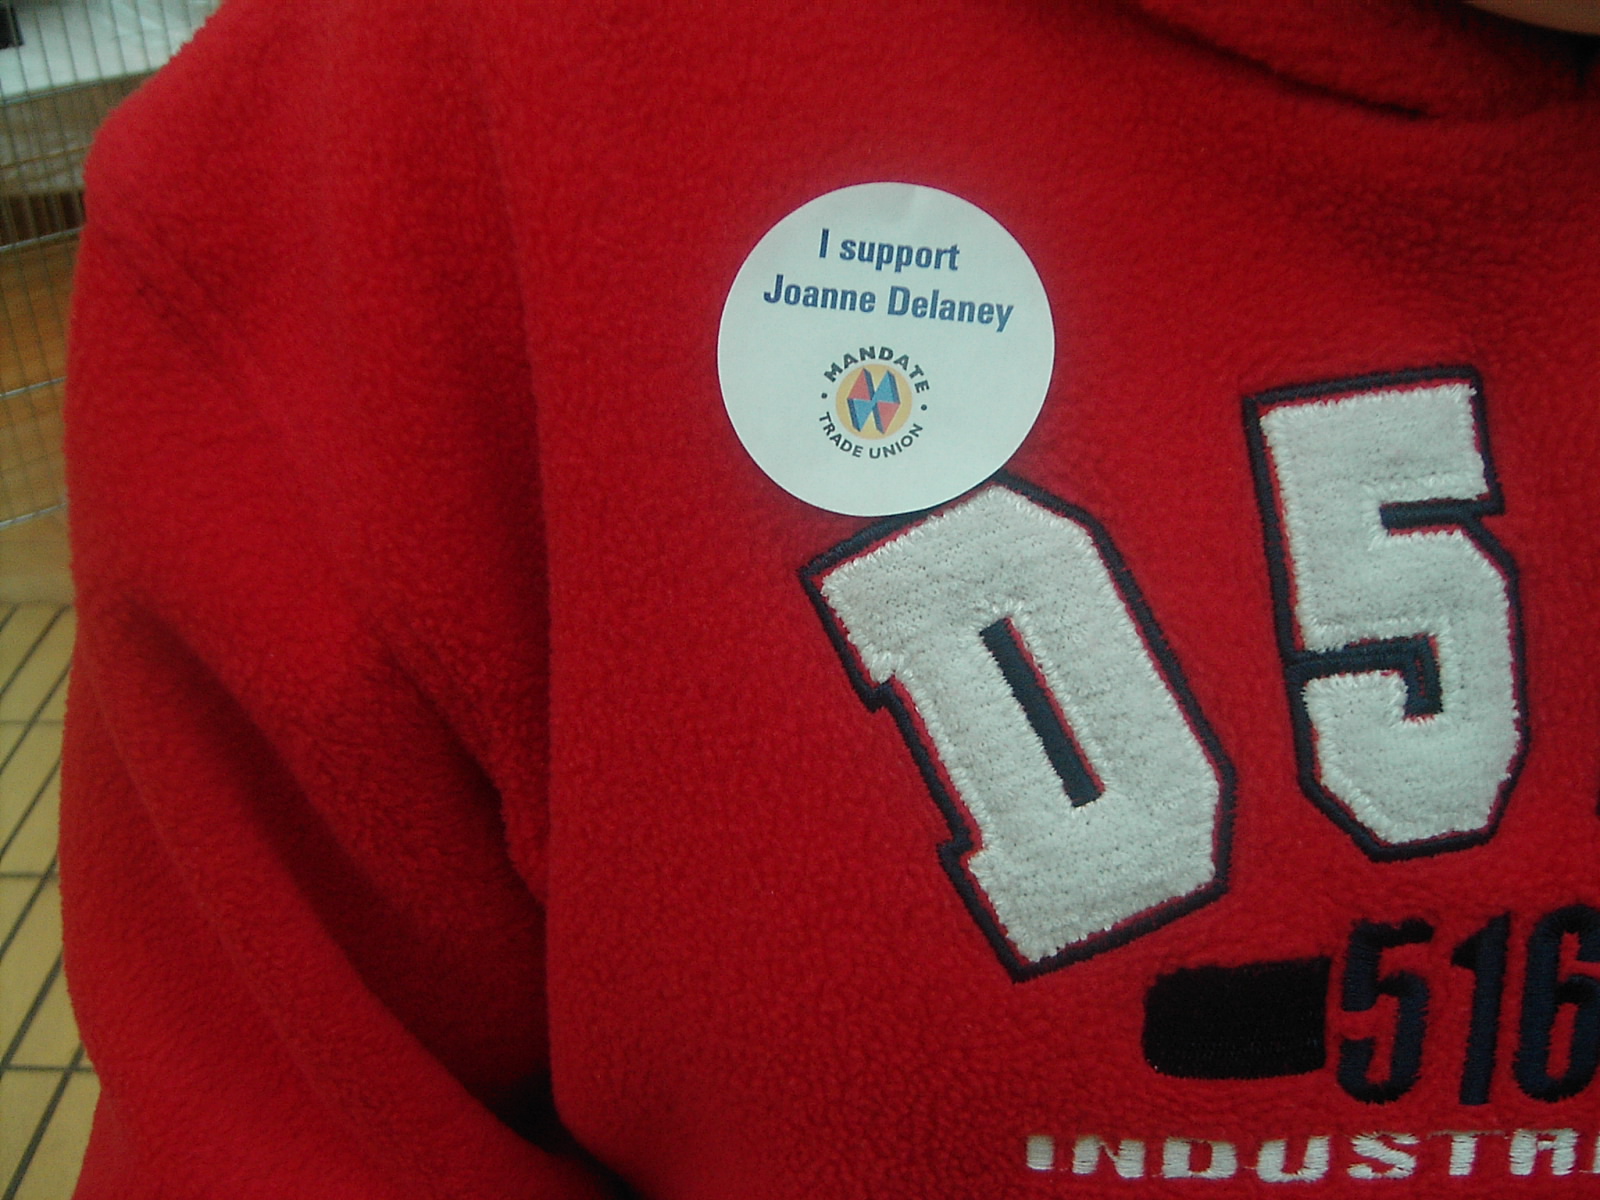 I support
Joanne Delaney
MANDATE
TRADE UNION
D5
516
INDUSTR